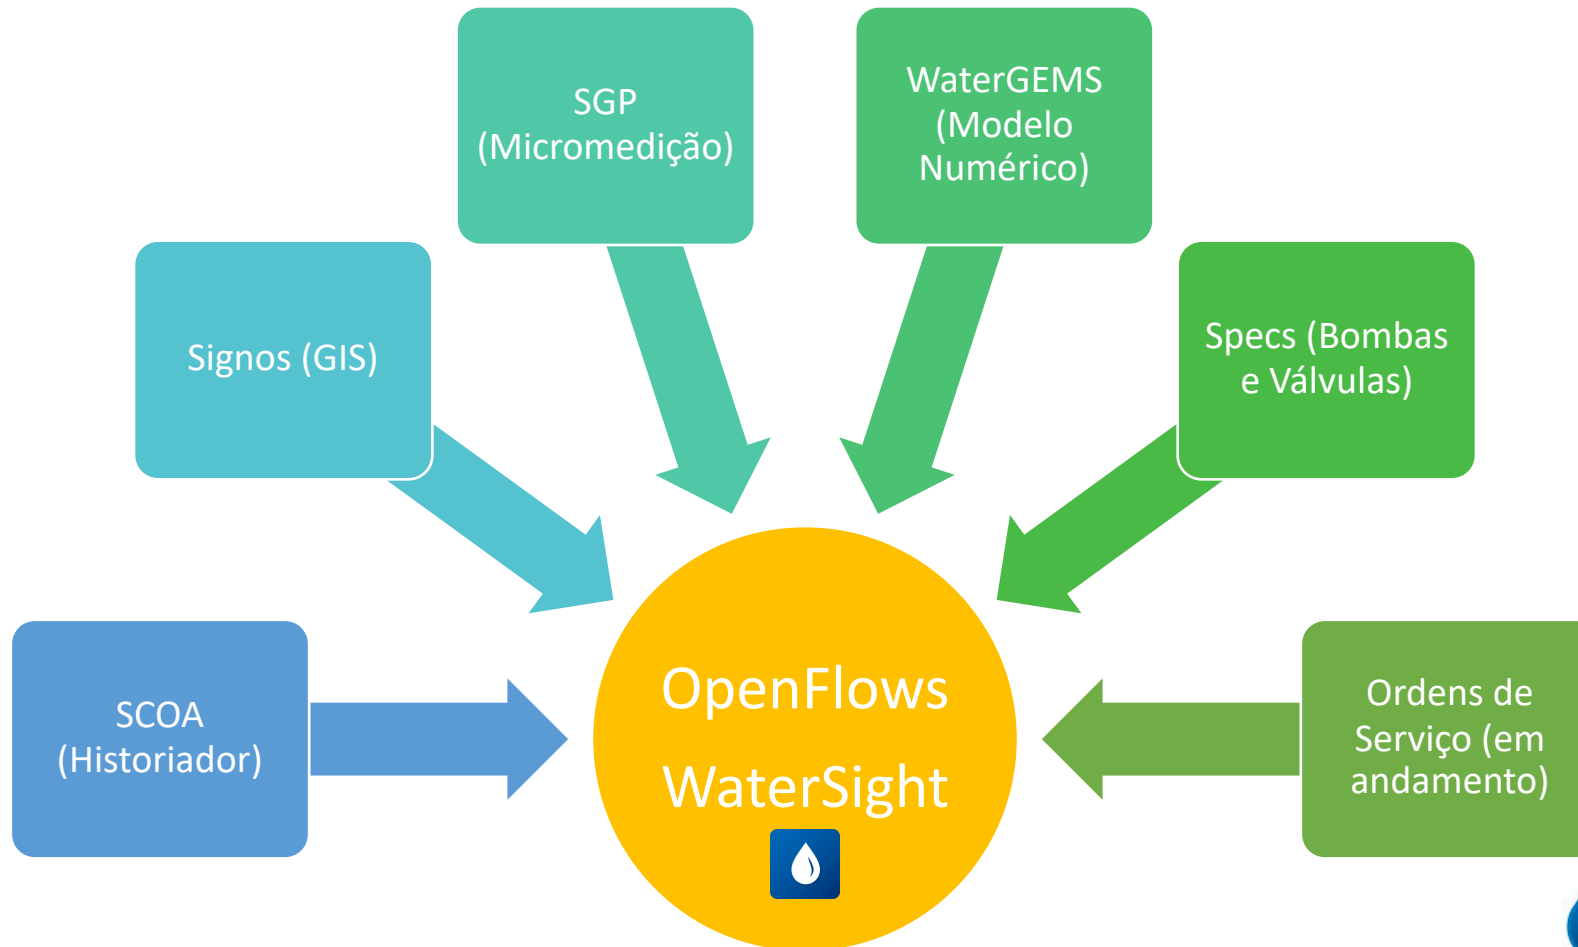 SGP
(Micromedição)
WaterGEMS
(Modelo
Numérico)
Signos (GIS)
Specs (Bombas
e Válvulas)
SCOA
(Historiador)
OpenFlows
WaterSight
Ordens de
Serviço (em
andamento)